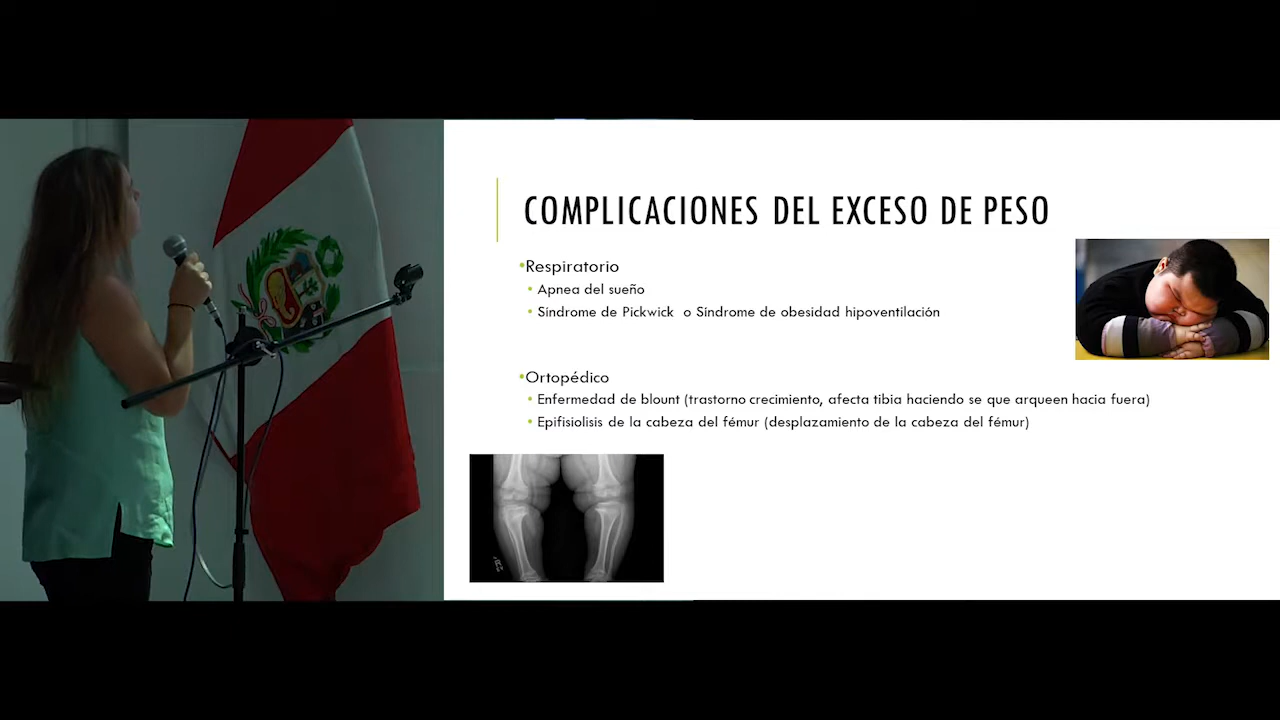 COMPLICACIONES DEL EXCESO DE PESO
•Respiratorio
• Apnea del sueño
• Síndrome de Pickwick o Síndrome de obesidad hipoventilación
•Ortopédico
• Enfermedad de blount (trastorno crecimiento, afecta tibia haciendo se que arqueen hacia fuera)
• Epifisiolisis de la cabeza del fémur (desplazamiento de la cabeza del fémur)